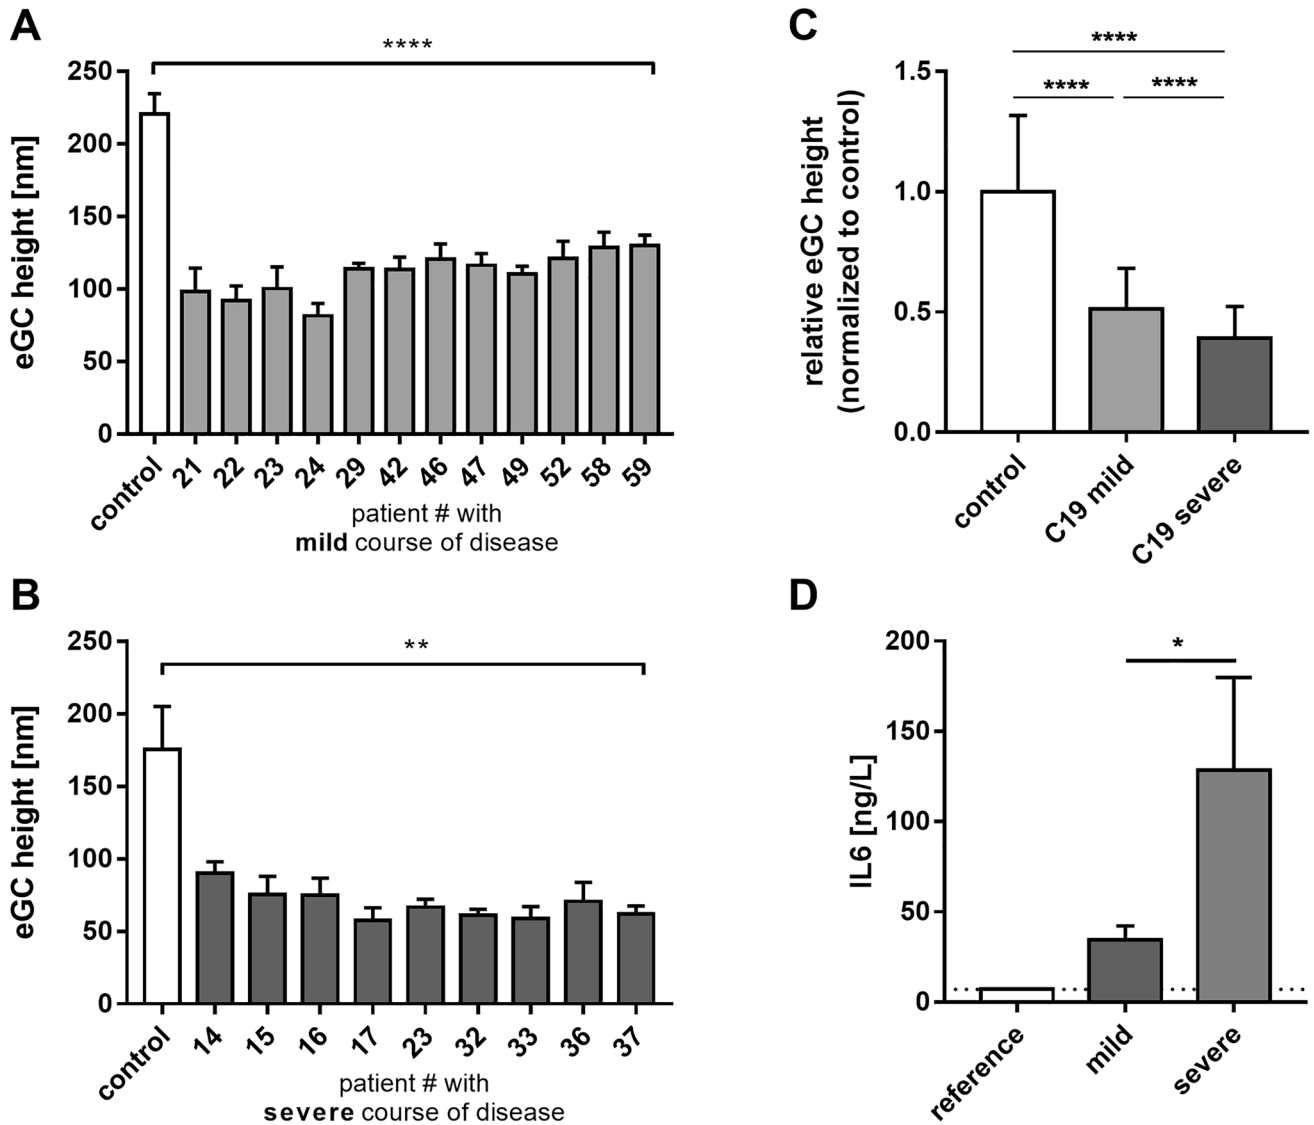 A
****
250
200
150
100
50
0
eGC height [nm]
control
21
22
23
24
29
42
46
47
49
52
58
59
patient # with
mild course of disease
B
**
250
200
150
100
50
0
eGC height [nm]
control
14
15
16
17
23
32
33
36
37
patient # with
severe course of disease
C
****
****
****
1.5
1.0
0.5
0.0
relative eGC height
(normalized to control)
control
C19 mild
C19 severe
D
*
200
150
100
50
0
IL6 [ng/L]
reference
mild
severe